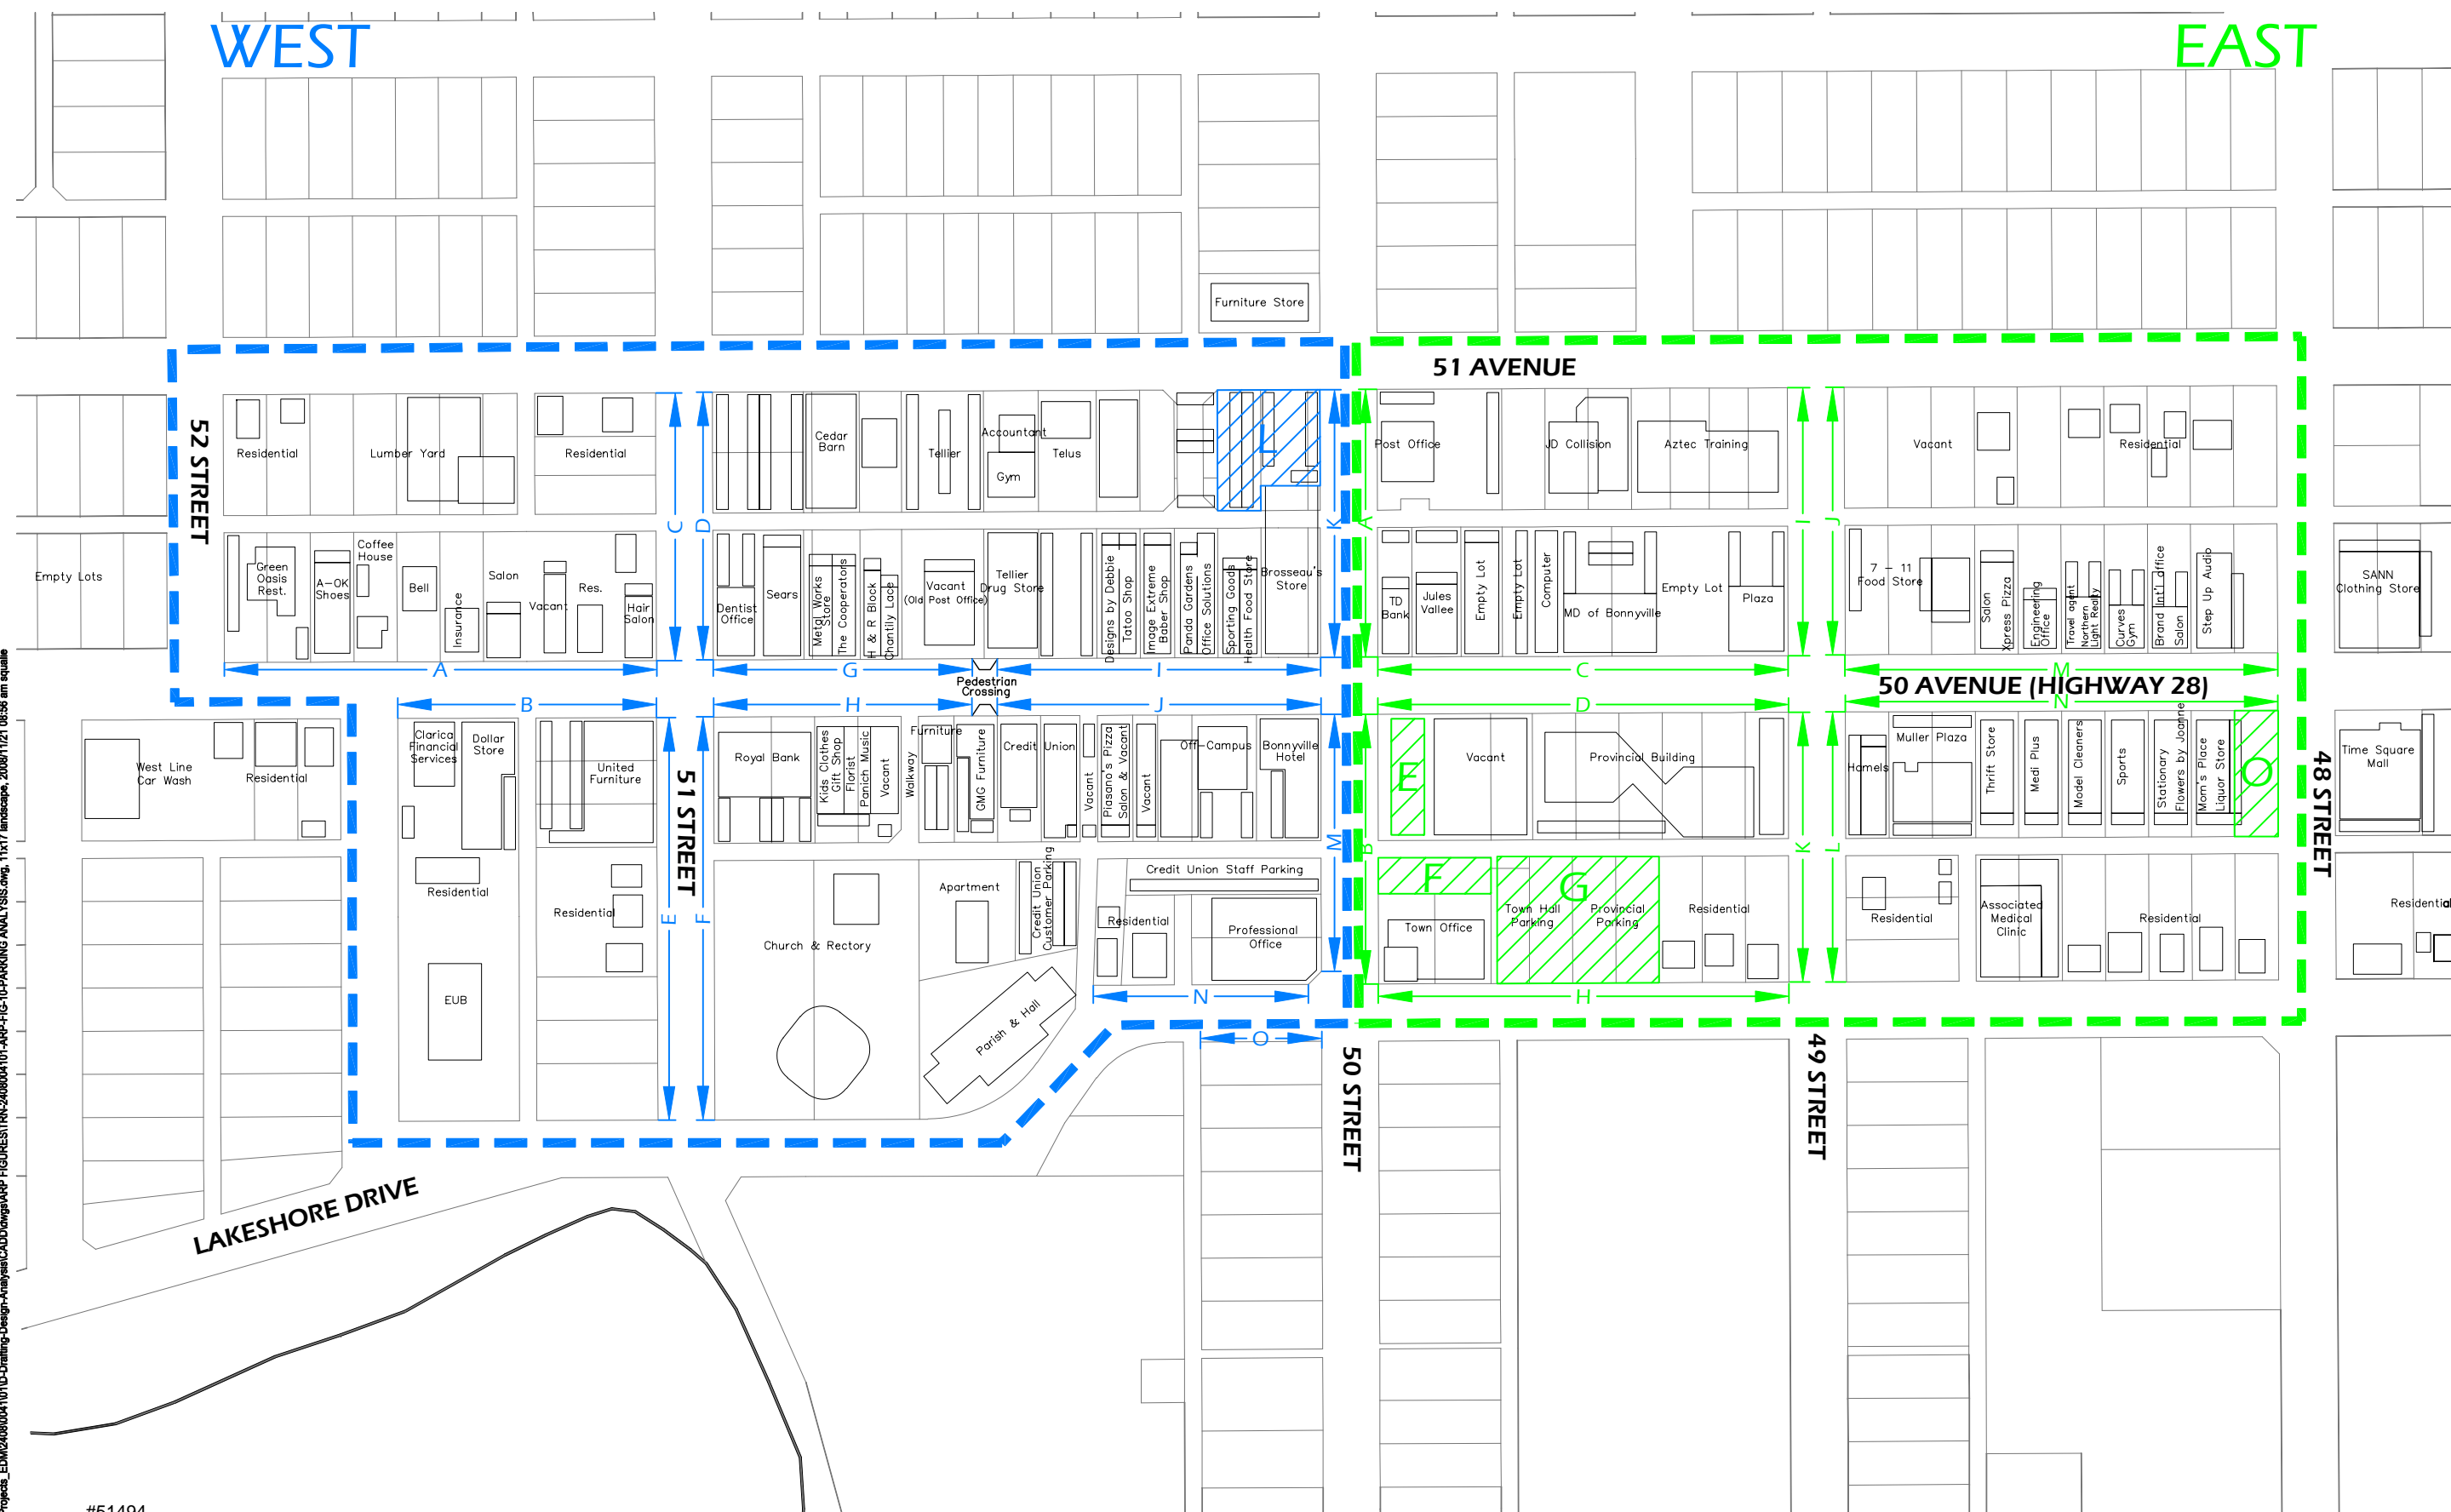 WEST
EAST
Furniture Store
51 AVENUE
52 STREET
Residential
Lumber Yard
Residential
C
D
Cedar
Barn
Tellier
Accountant
Gym
Telus
L
K
A
Post Office
JD Collision
Aztec Training
I
J
Vacant
Residential
Empty Lots
Green
Oasis
Rest.
A-OK
Shoes
Coffee
House
Bell
Insurance
Salon
Vacant
Res.
Hair
Salon
Dentist
Office
Sears
Metal Works
Store
The Cooperators
H & R Block
Chantily Lace
Vacant
(Old Post Office)
Tellier
Drug Store
Designs by Debbie
Tatoo Shop
Image Extreme
Baber Shop
Panda Gardens
Office Solutions
Sporting Goods
Health Food Store
Brosseau's
Store
TD
Bank
Jules
Vallee
Empty Lot
Empty Lot
Computer
MD of Bonnyville
Empty Lot
Plaza
7 - 11
Food Store
Salon
Xpress Pizza
Engineering
Office
Travel agent
Northern
Light Realty
Curves
Gym
Brand Int'l office
Salon
Step Up Audio
SANN
Clothing Store
A
G
I
C
M
Pedestrian
Crossing
50 AVENUE (HIGHWAY 28)
B
H
J
D
N
West Line
Car Wash
Residential
Clarica
Financial
Services
Dollar
Store
United
Furniture
51 STREET
Royal Bank
Kids Clothes
Gift Shop
Florist
Panich Music
Vacant
Walkway
Furniture
GMG Furniture
Credit Union
Vacant
Piasano's Pizza
Salon & Vacant
Vacant
Off-Campus
Bonnyville
Hotel
M
B
E
Vacant
Provincial Building
K
L
Hamels
Muller Plaza
Thrift Store
Medi Plus
Model Cleaners
Sports
Stationary
Flowers by Joanne
Mom's Place
Liquor Store
O
48 STREET
Time Square
Mall
Residential
Residential
E
F
Church & Rectory
Apartment
Credit Union
Customer Parking
Credit Union Staff Parking
Residential
Professional
Office
F
G
Town Office
Town Hall
Parking
Provincial
Parking
Residential
Residential
Associated
Medical
Clinic
Residential
Residential
EUB
Parish & Hall
N
H
O
50 STREET
49 STREET
LAKESHORE DRIVE
#51494